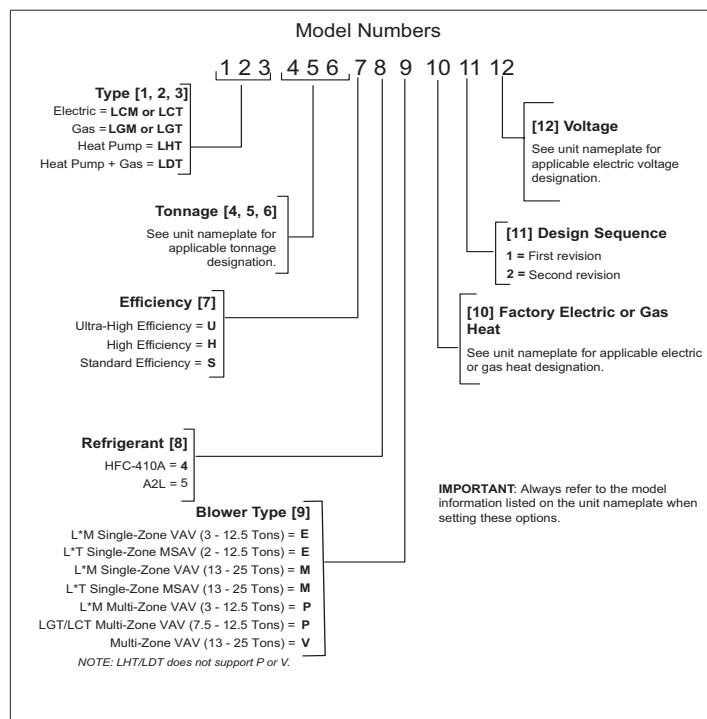 Model Numbers
1 2 3 4 5 6 7 8 9 10 11 12
Type [1, 2, 3]
Electric = LCM or LCT
Gas = LGM or LGT
Heat Pump = LHT
Heat Pump + Gas = LDT
Tonnage [4, 5, 6]
See unit nameplate for
applicable tonnage
designation.
Efficiency [7]
Ultra-High Efficiency = U
High Efficiency = H
Standard Efficiency = S
Refrigerant [8]
HFC-410A = 4
A2L = 5
Blower Type [9]
L*M Single-Zone VAV (3 - 12.5 Tons) = E
L*T Single-Zone MSAV (2 - 12.5 Tons) = E
L*M Single-Zone VAV (13 - 25 Tons) = M
L*T Single-Zone MSAV (13 - 25 Tons) = M
L*M Multi-Zone VAV (3 - 12.5 Tons) = P
LGT/LCT Multi-Zone VAV (7.5 - 12.5 Tons) = P
Multi-Zone VAV (13 - 25 Tons) = V
NOTE: LHT/LDT does not support P or V.
[12] Voltage
See unit nameplate for
applicable electric voltage
designation.
[11] Design Sequence
1 = First revision
2 = Second revision
[10] Factory Electric or Gas
Heat
See unit nameplate for applicable electric
or gas heat designation.
IMPORTANT: Always refer to the model
information listed on the unit nameplate when
setting these options.